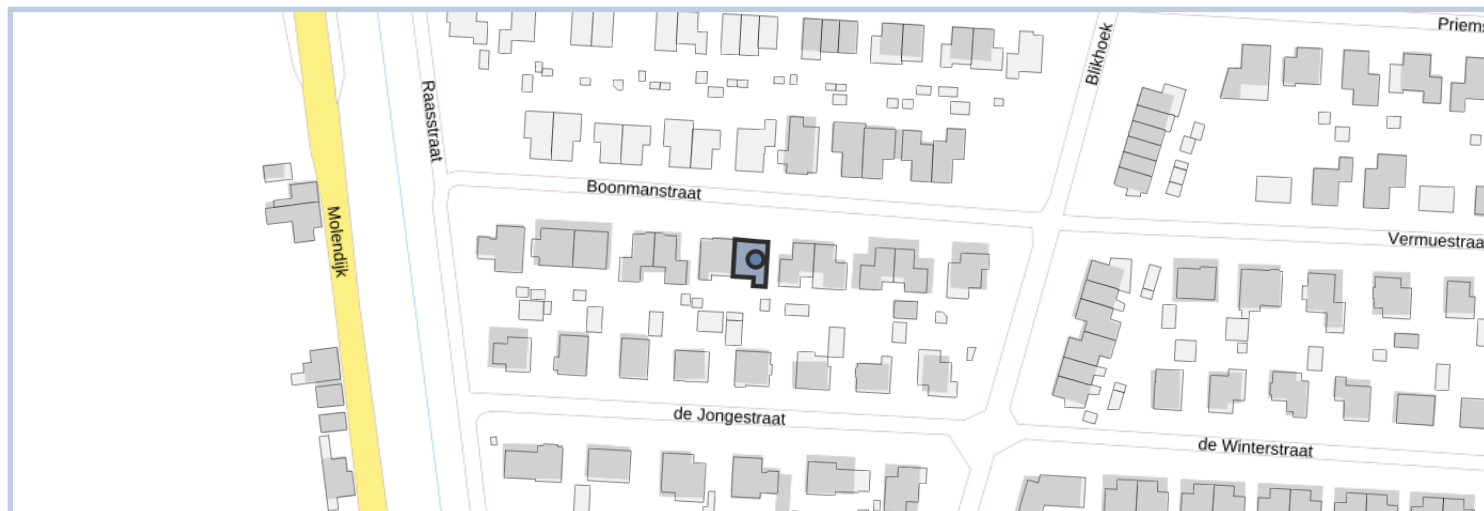 Priems
Blikhoek
Raasstraat
Boonmanstraat
Molendijk
Vermuestraa
de Jongestraat
de Winterstraat